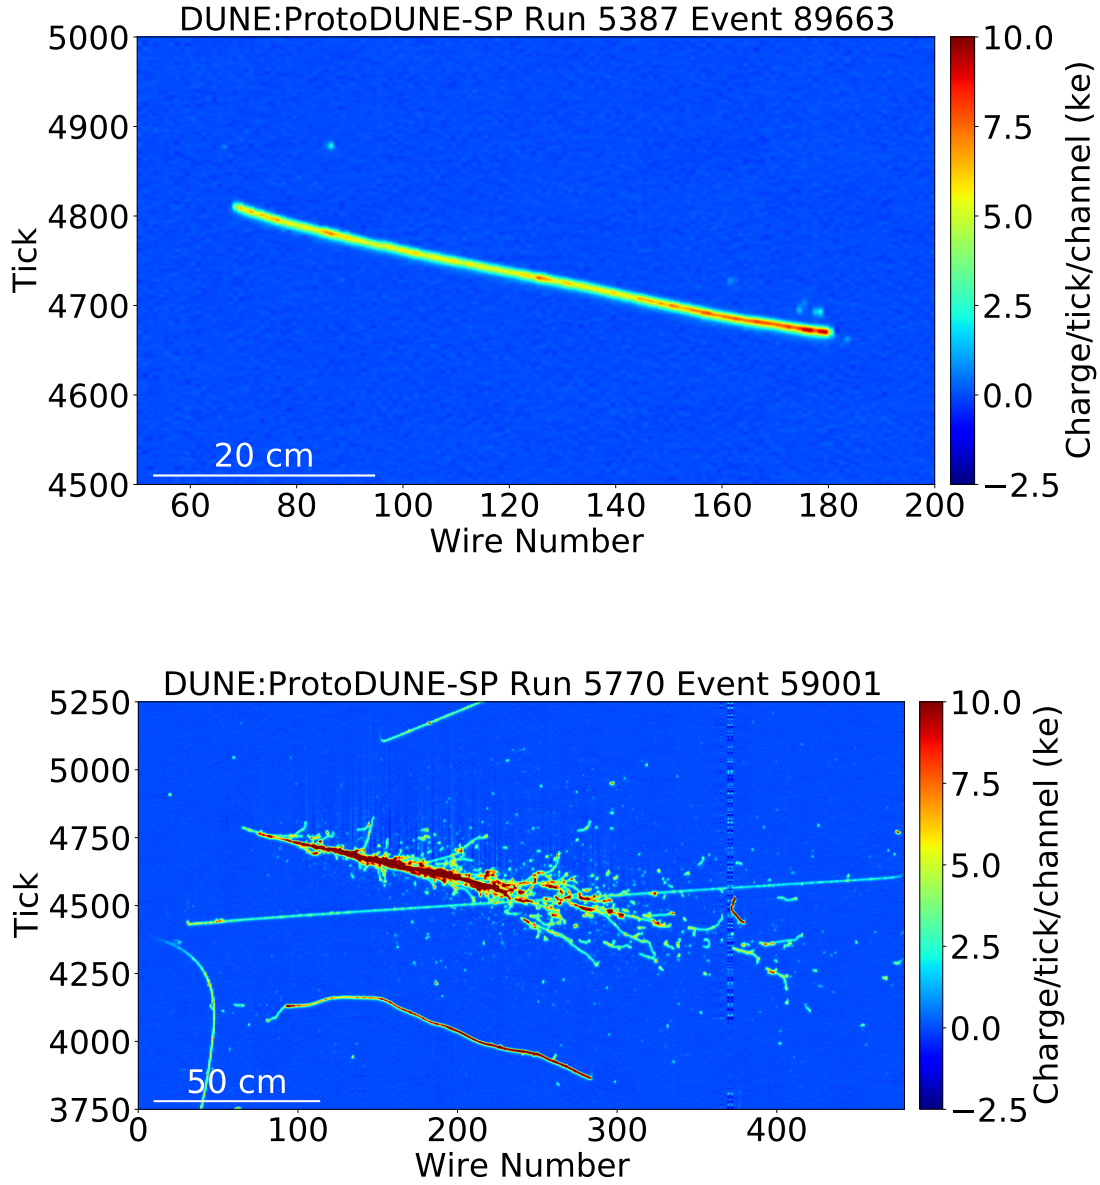 DUNE:ProtoDUNE-SP Run 5387 Event 89663
5000
4900
4800
4700
4600
4500
Tick
20 cm
60 80 100 120 140 160 180 200
Wire Number
10.0
7.5
5.0
2.5
0.0
−2.5
Charge/tick/channel (ke)
DUNE:ProtoDUNE-SP Run 5770 Event 59001
5250
5000
4750
4500
4250
4000
3750
Tick
50 cm
0 100 200 300 400
Wire Number
10.0
7.5
5.0
2.5
0.0
−2.5
Charge/tick/channel (ke)